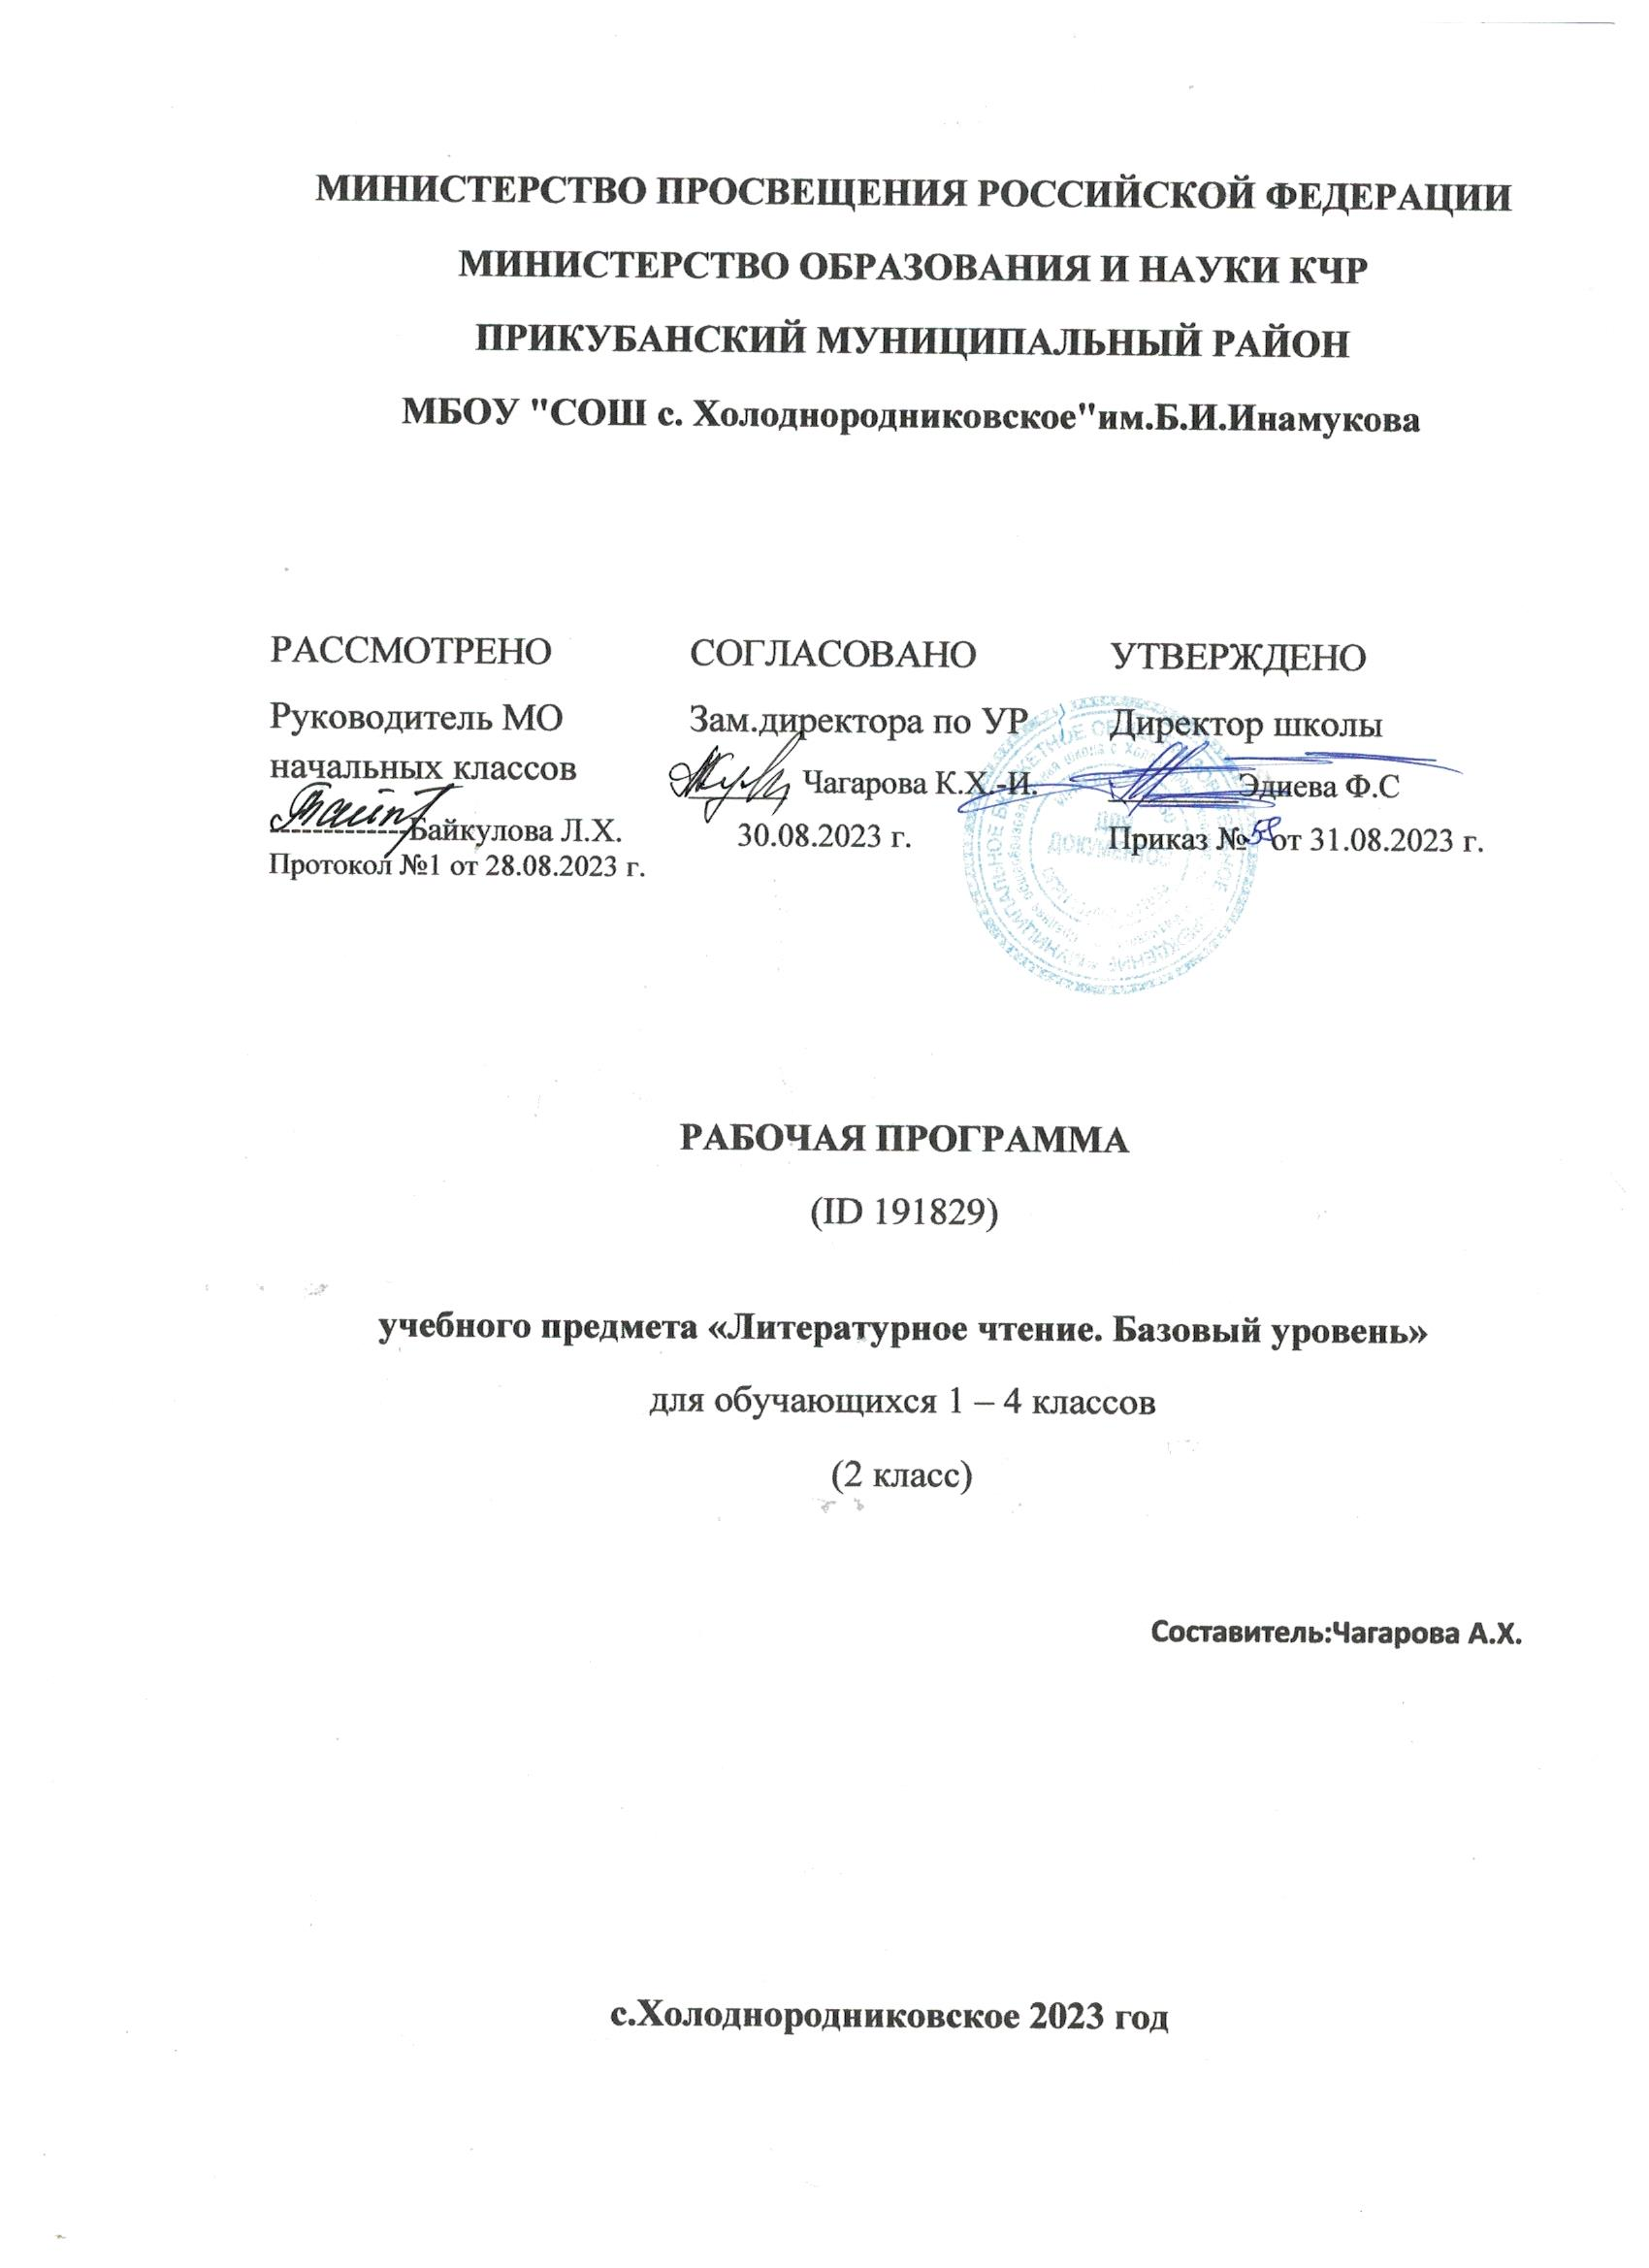 МИНИСТЕРСТВО ПРОСВЕЩЕНИЯ РОССИЙСКОЙ ФЕДЕРАЦИИ
МИНИСТЕРСТВО ОБРАЗОВАНИЯ И НАУКИ КЧР
ПРИКУБАНСКИЙ МУНИЦИПАЛЬНЫЙ РАЙОН
МБОУ "СОШ с. Холоднородниковское"им.Б.И.Инамукова
РАССМОТРЕНО
Руководитель МО
начальных классов
Байкулова Л.Х.
Протокол №1 от 28.08.2023 г.
СОГЛАСОВАНО
Зам.директора по УР
Чагарова К.Х.-И.
30.08.2023 г.
УТВЕРЖДЕНО
Директор школы
Эдиева Ф.С
Приказ № от 31.08.2023 г.
ДЛЯ
ДОКУМЕНТОВ
РАБОЧАЯ ПРОГРАММА
(ID 191829)
учебного предмета «Литературное чтение. Базовый уровень»
для обучающихся 1 – 4 классов
(2 класс)
Составитель:Чагарова А.Х.
с.Холоднородниковское 2023 год